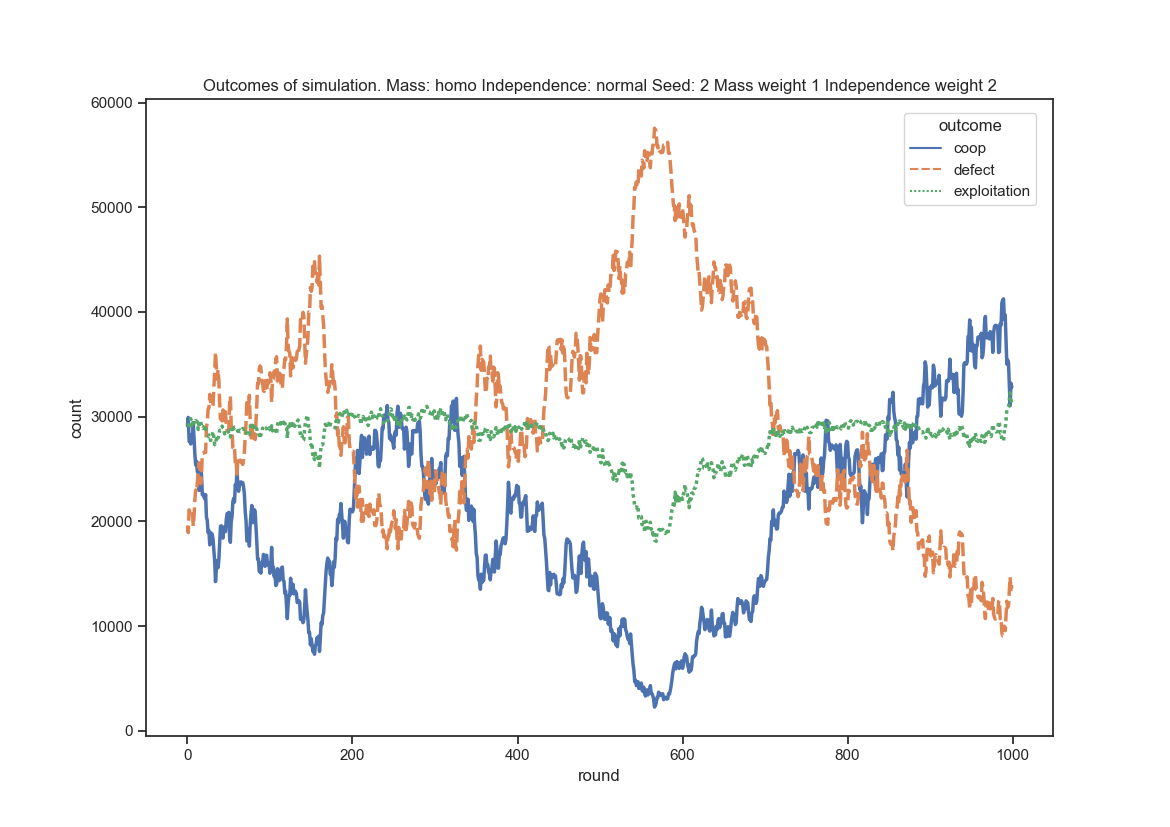 Outcomes of simulation. Mass: homo Independence: normal Seed: 2 Mass weight 1 Independence weight 2
60000
50000
40000
30000
20000
10000
0
count
outcome
coop
defect
exploitation
0
200
400
600
800
1000
round